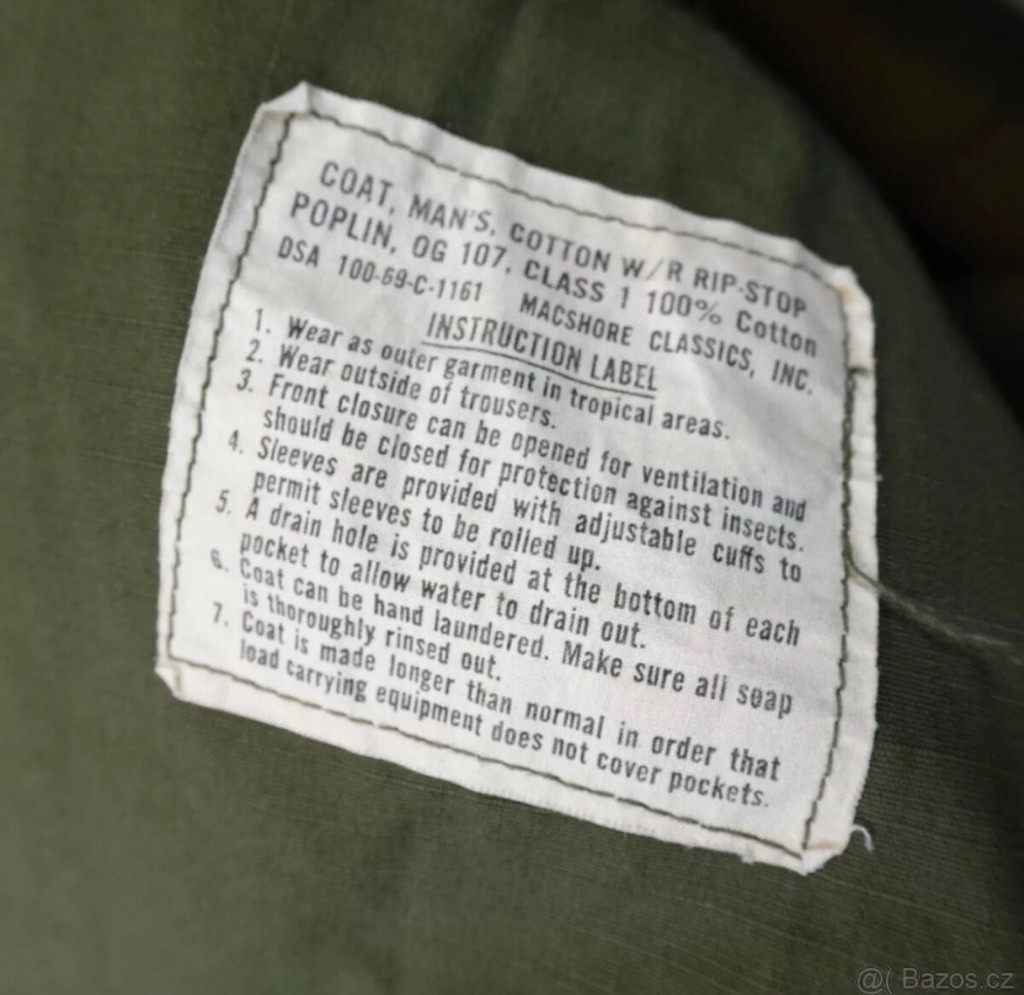 COAT, MAN'S, COTTON W/R RIP-STOP
POPLIN, OG 107, CLASS 1 100% Cotton
DSA 100-69-C-1161 MACSHORE CLASSICS, INC.
INSTRUCTION LABEL
1. Wear as outer garment in tropical areas.
2. Wear outside of trousers.
3. Front closure can be opened for ventilation and
should be closed for protection against insects.
4. Sleeves are provided with adjustable cuffs to
permit sleeves to be rolled up.
5. A drain hole is provided at the bottom of each
pocket to allow water to drain out.
6. Coat can be hand laundered. Make sure all soap
is thoroughly rinsed out.
7. Coat is made longer than normal in order that
load carrying equipment does not cover pockets.
@( Bazos.cz